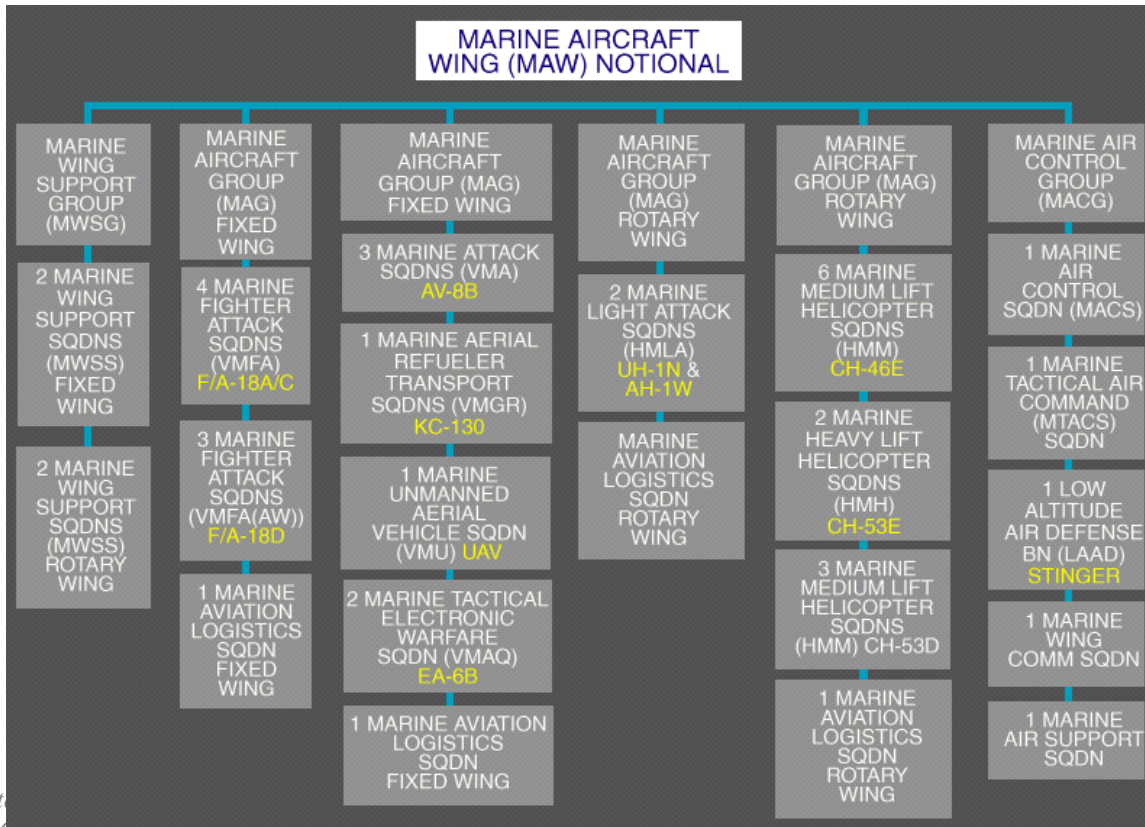 MARINE AIRCRAFT
WING (MAW) NOTIONAL
MARINE
WING
SUPPORT
GROUP
(MWSG)
2 MARINE
WING
SUPPORT
SQDNS
(MWSS)
FIXED
WING
2 MARINE
WING
SUPPORT
SQDNS
(MWSS)
ROTARY
WING
MARINE
AIRCRAFT
GROUP
(MAG)
FIXED
WING
4 MARINE
FIGHTER
ATTACK
SQDNS
(VMFA)
F/A-18A/C
3 MARINE
FIGHTER
ATTACK
SQDNS
(VMFA(AW))
F/A-18D
1 MARINE
AVIATION
LOGISTICS
SQDN
FIXED
WING
MARINE
AIRCRAFT
GROUP (MAG)
FIXED WING
3 MARINE ATTACK
SQDNS (VMA)
AV-8B
1 MARINE AERIAL
REFUELER
TRANSPORT
SQDNS (VMGR)
KC-130
1 MARINE
UNMANNED
AERIAL
VEHICLE SQDN
(VMU) UAV
2 MARINE TACTICAL
ELECTRONIC
WARFARE
SQDN (VMAQ)
EA-6B
1 MARINE AVIATION
LOGISTICS
SQDN
FIXED WING
MARINE
AIRCRAFT
GROUP
(MAG)
ROTARY
WING
2 MARINE
LIGHT ATTACK
SQDNS
(HMLA)
UH-1N &
AH-1W
MARINE
AVIATION
LOGISTICS
SQDN
ROTARY
WING
MARINE
AIRCRAFT
GROUP (MAG)
ROTARY
WING
6 MARINE
MEDIUM LIFT
HELICOPTER
SQDNS
(HMM)
CH-46E
2 MARINE
HEAVY LIFT
HELICOPTER
SQDNS
(HMH)
CH-53E
3 MARINE
MEDIUM LIFT
HELICOPTER
SQDNS
(HMM) CH-53D
1 MARINE
AVIATION
LOGISTICS
SQDN
ROTARY
WING
MARINE AIR
CONTROL
GROUP
(MACG)
1 MARINE
AIR
CONTROL
SQDN (MACS)
1 MARINE
TACTICAL AIR
COMMAND
(MTACS)
SQDN
1 LOW
ALTITUDE
AIR DEFENSE
BN (LAAD)
STINGER
1 MARINE
WING
COMM SQDN
1 MARINE
AIR SUPPORT
SQDN